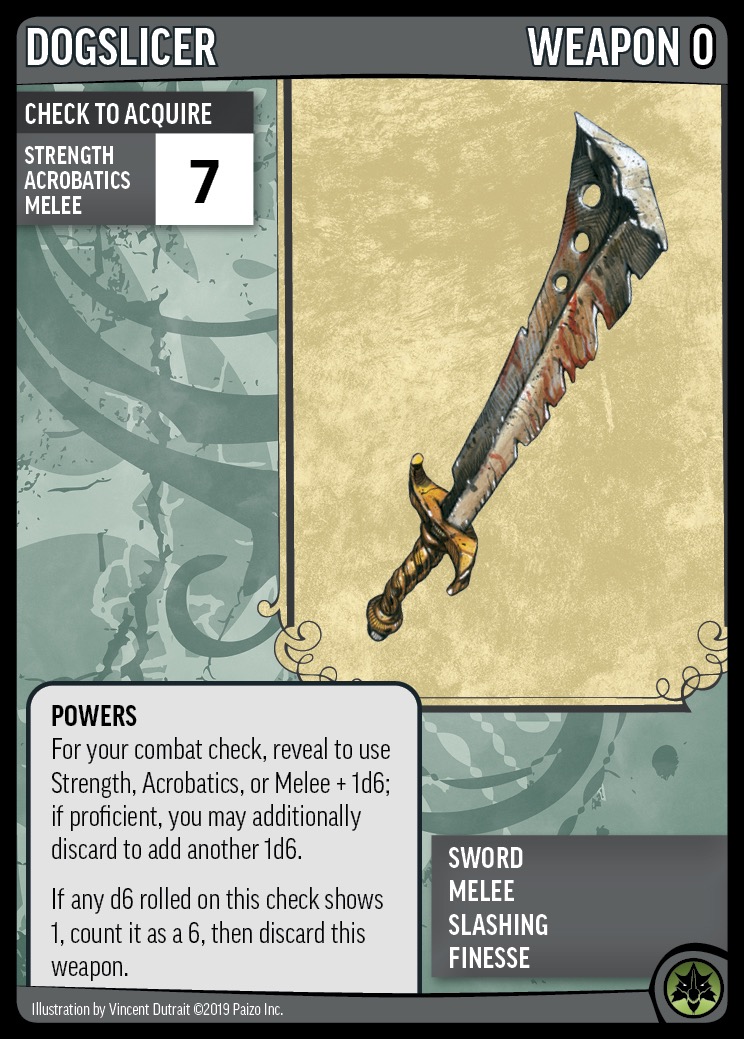 DOGSLICER
WEAPON 0
CHECK TO ACQUIRE
STRENGTH
ACROBATICS
MELEE
7
POWERS
For your combat check, reveal to use
Strength, Acrobatics, or Melee + 1d6;
if proficient, you may additionally
discard to add another 1d6.
If any d6 rolled on this check shows
1, count it as a 6, then discard this
weapon.
SWORD
MELEE
SLASHING
FINESSE
Illustration by Vincent Dutrait ©2019 Paizo Inc.